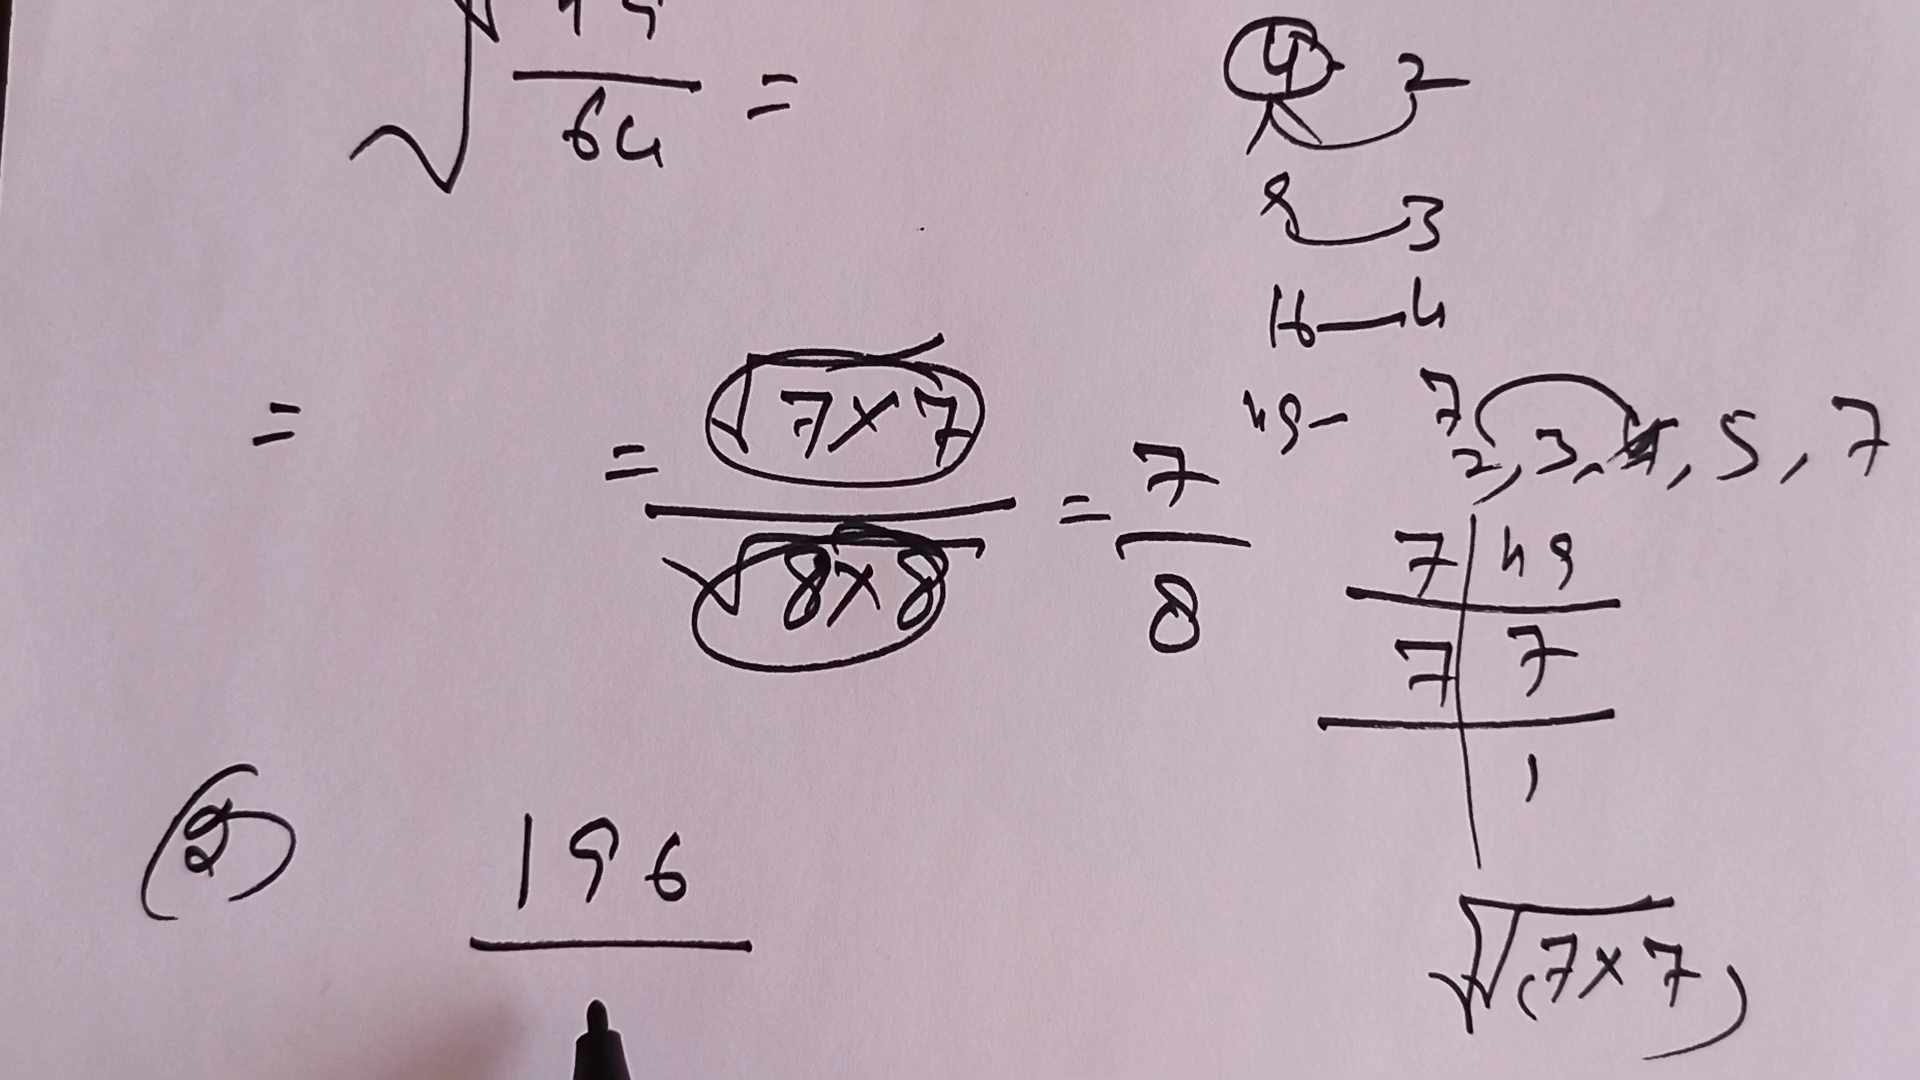 √49/64 =
4 - 2
9 - 3
16 - 4
= = √7×7/√8×8 = 7/8
49 - 7
2, 3, 5, 7
7 | 49
7 | 7
1
(2) 196
√(7×7)